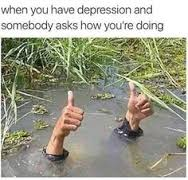 when you have depression and
somebody asks how you're doing